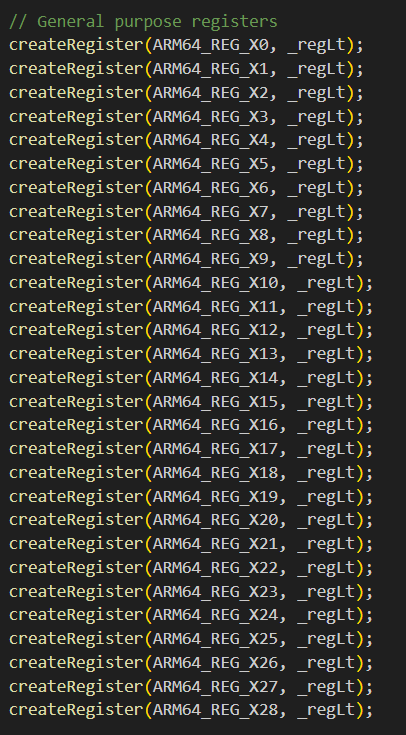 // General purpose registers
createRegister(ARM64_REG_X0, _regLt);
createRegister(ARM64_REG_X1, _regLt);
createRegister(ARM64_REG_X2, _regLt);
createRegister(ARM64_REG_X3, _regLt);
createRegister(ARM64_REG_X4, _regLt);
createRegister(ARM64_REG_X5, _regLt);
createRegister(ARM64_REG_X6, _regLt);
createRegister(ARM64_REG_X7, _regLt);
createRegister(ARM64_REG_X8, _regLt);
createRegister(ARM64_REG_X9, _regLt);
createRegister(ARM64_REG_X10, _regLt);
createRegister(ARM64_REG_X11, _regLt);
createRegister(ARM64_REG_X12, _regLt);
createRegister(ARM64_REG_X13, _regLt);
createRegister(ARM64_REG_X14, _regLt);
createRegister(ARM64_REG_X15, _regLt);
createRegister(ARM64_REG_X16, _regLt);
createRegister(ARM64_REG_X17, _regLt);
createRegister(ARM64_REG_X18, _regLt);
createRegister(ARM64_REG_X19, _regLt);
createRegister(ARM64_REG_X20, _regLt);
createRegister(ARM64_REG_X21, _regLt);
createRegister(ARM64_REG_X22, _regLt);
createRegister(ARM64_REG_X23, _regLt);
createRegister(ARM64_REG_X24, _regLt);
createRegister(ARM64_REG_X25, _regLt);
createRegister(ARM64_REG_X26, _regLt);
createRegister(ARM64_REG_X27, _regLt);
createRegister(ARM64_REG_X28, _regLt);